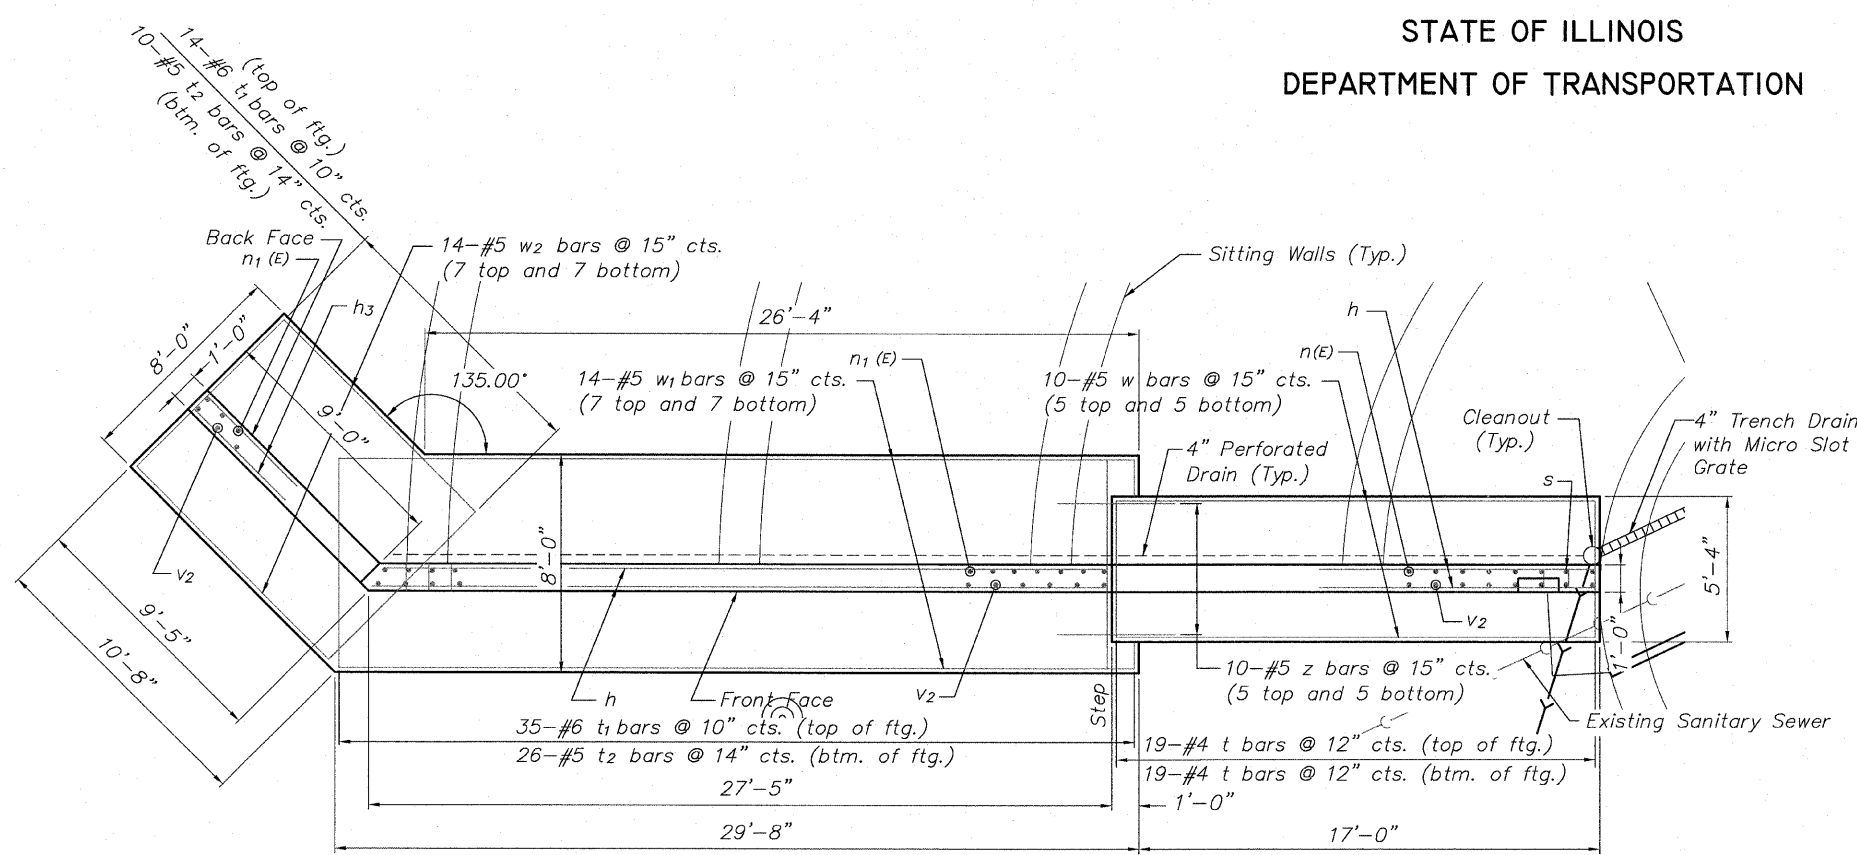 STATE OF ILLINOIS
DEPARTMENT OF TRANSPORTATION
14-#6 t1 bars @ 10" cts.
(top of ftg.)
10-#5 t2 bars @ 14" cts.
(btm. of ftg.)
Back Face
n1 (E)
14-#5 w2 bars @ 15" cts.
(7 top and 7 bottom)
h3
8'-0"
1'-0"
9'-0"
135.00°
26'-4"
Sitting Walls (Typ.)
h
n1 (E)
n(E)
14-#5 w1 bars @ 15" cts.
(7 top and 7 bottom)
10-#5 w bars @ 15" cts.
(5 top and 5 bottom)
Cleanout
(Typ.)
4" Trench Drain
with Micro Slot
Grate
4" Perforated
Drain (Typ.)
s
8'-0"
5'-4"
v2
9'-5"
10'-8"
v2
1'-0"
h
Front Face
v2
Step
10-#5 z bars @ 15" cts.
(5 top and 5 bottom)
Existing Sanitary Sewer
35-#6 t1 bars @ 10" cts. (top of ftg.)
26-#5 t2 bars @ 14" cts. (btm. of ftg.)
19-#4 t bars @ 12" cts. (top of ftg.)
19-#4 t bars @ 12" cts. (btm. of ftg.)
27'-5"
1'-0"
29'-8"
17'-0"